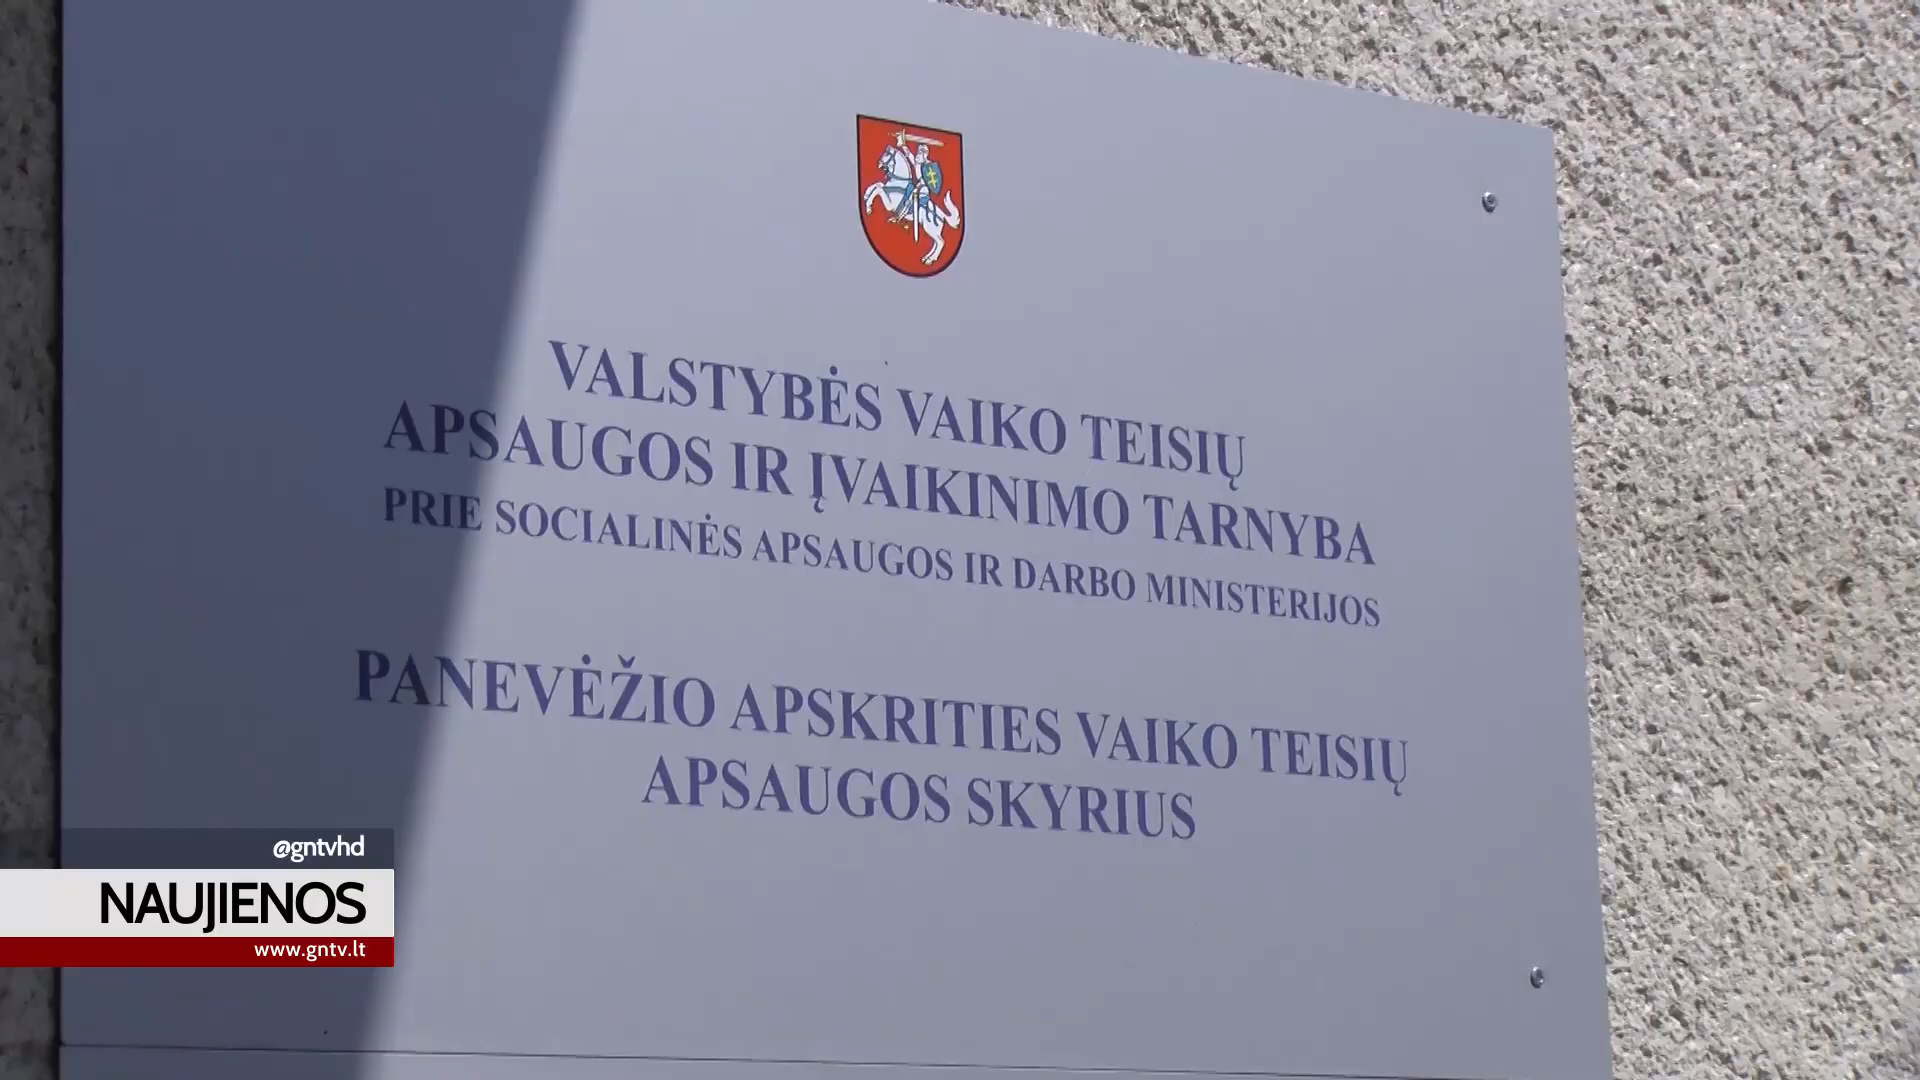 VALSTYBĖS VAIKO TEISIŲ
APSAUGOS IR ĮVAIKINIMO TARNYBA
PRIE SOCIALINĖS APSAUGOS IR DARBO MINISTERIJOS
PANEVĖŽIO APSKRITIES VAIKO TEISIŲ
APSAUGOS SKYRIUS
@gntvhd
NAUJIENOS
www.gntv.lt